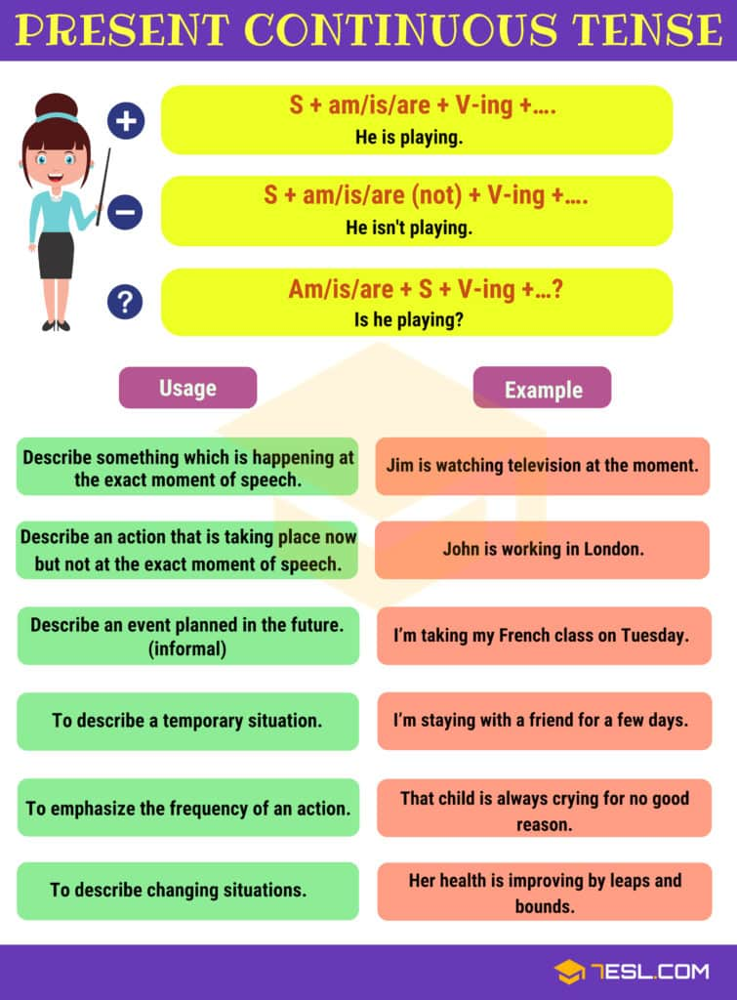 PRESENT CONTINUOUS TENSE
+
S + am/is/are + V-ing +....
He is playing.
−
S + am/is/are (not) + V-ing +....
He isn't playing.
?
Am/is/are + S + V-ing +...?
Is he playing?
Usage
Example
Describe something which is happening at
the exact moment of speech.
Jim is watching television at the moment.
Describe an action that is taking place now
but not at the exact moment of speech.
John is working in London.
Describe an event planned in the future.
(informal)
I'm taking my French class on Tuesday.
To describe a temporary situation.
I'm staying with a friend for a few days.
To emphasize the frequency of an action.
That child is always crying for no good
reason.
To describe changing situations.
Her health is improving by leaps and
bounds.
7ESL.COM